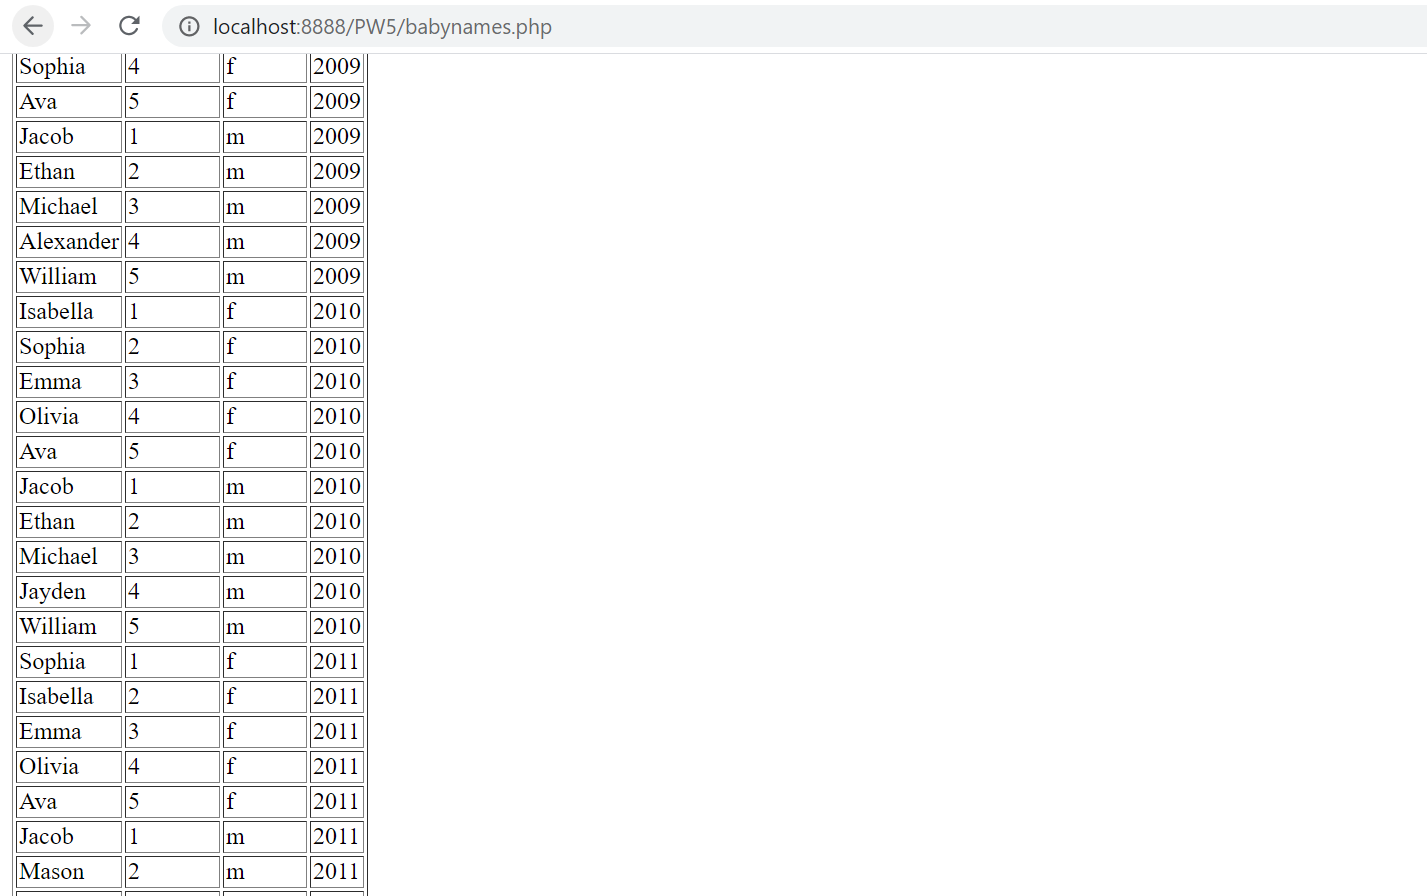 localhost:8888/PW5/babynames.php
Sophia 4 f 2009
Ava 5 f 2009
Jacob 1 m 2009
Ethan 2 m 2009
Michael 3 m 2009
Alexander 4 m 2009
William 5 m 2009
Isabella 1 f 2010
Sophia 2 f 2010
Emma 3 f 2010
Olivia 4 f 2010
Ava 5 f 2010
Jacob 1 m 2010
Ethan 2 m 2010
Michael 3 m 2010
Jayden 4 m 2010
William 5 m 2010
Sophia 1 f 2011
Isabella 2 f 2011
Emma 3 f 2011
Olivia 4 f 2011
Ava 5 f 2011
Jacob 1 m 2011
Mason 2 m 2011